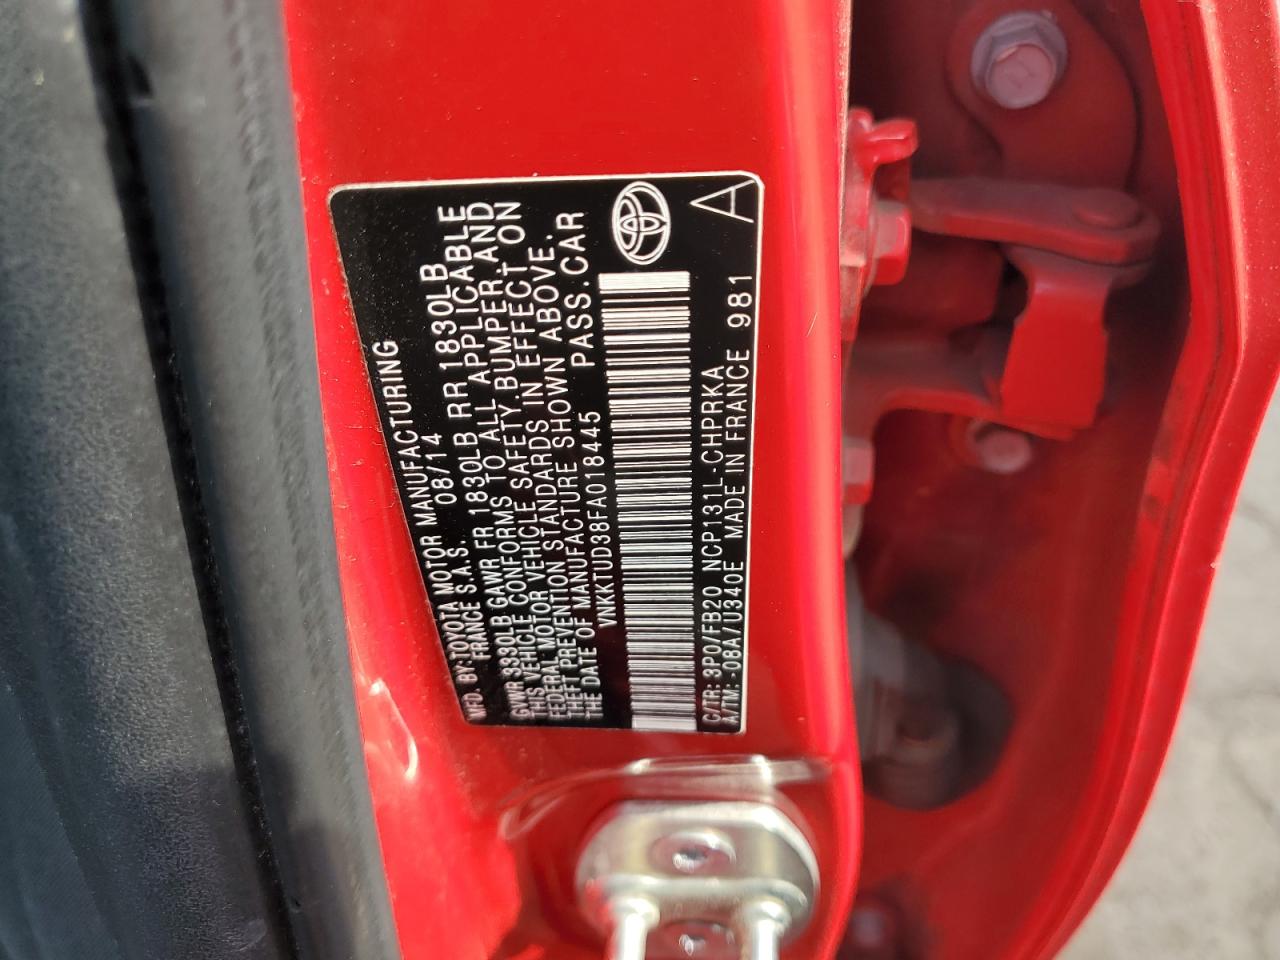 MFD. BY: TOYOTA MOTOR MANUFACTURING
FRANCE S.A.S. 08/14
GVWR 3330LB GAWR FR 1830LB RR 1830LB
THIS VEHICLE CONFORMS TO ALL APPLICABLE
FEDERAL MOTOR VEHICLE SAFETY, BUMPER, AND
THEFT PREVENTION STANDARDS IN EFFECT ON
THE DATE OF MANUFACTURE SHOWN ABOVE.
VNKKTUD38FA018445 PASS.CAR
C/TR: 3P0/FB20 NCP131L-CHPRKA
A/TM: -08A/U340E MADE IN FRANCE 981
A